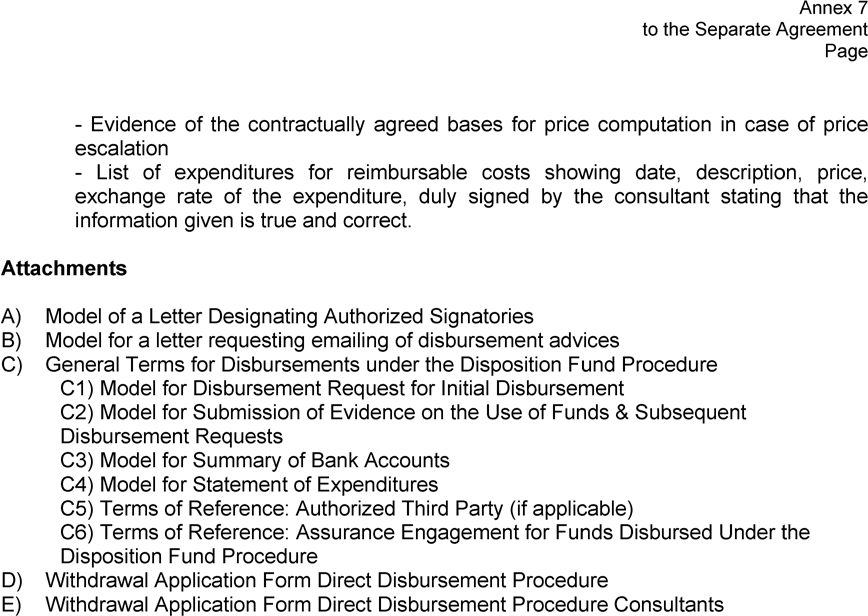 Annex 7
to the Separate Agreement
Page
- Evidence of the contractually agreed bases for price computation in case of price
escalation
- List of expenditures for reimbursable costs showing date, description, price,
exchange rate of the expenditure, duly signed by the consultant stating that the
information given is true and correct.
Attachments
A) Model of a Letter Designating Authorized Signatories
B) Model for a letter requesting emailing of disbursement advices
C) General Terms for Disbursements under the Disposition Fund Procedure
C1) Model for Disbursement Request for Initial Disbursement
C2) Model for Submission of Evidence on the Use of Funds & Subsequent
Disbursement Requests
C3) Model for Summary of Bank Accounts
C4) Model for Statement of Expenditures
C5) Terms of Reference: Authorized Third Party (if applicable)
C6) Terms of Reference: Assurance Engagement for Funds Disbursed Under the
Disposition Fund Procedure
D) Withdrawal Application Form Direct Disbursement Procedure
E) Withdrawal Application Form Direct Disbursement Procedure Consultants